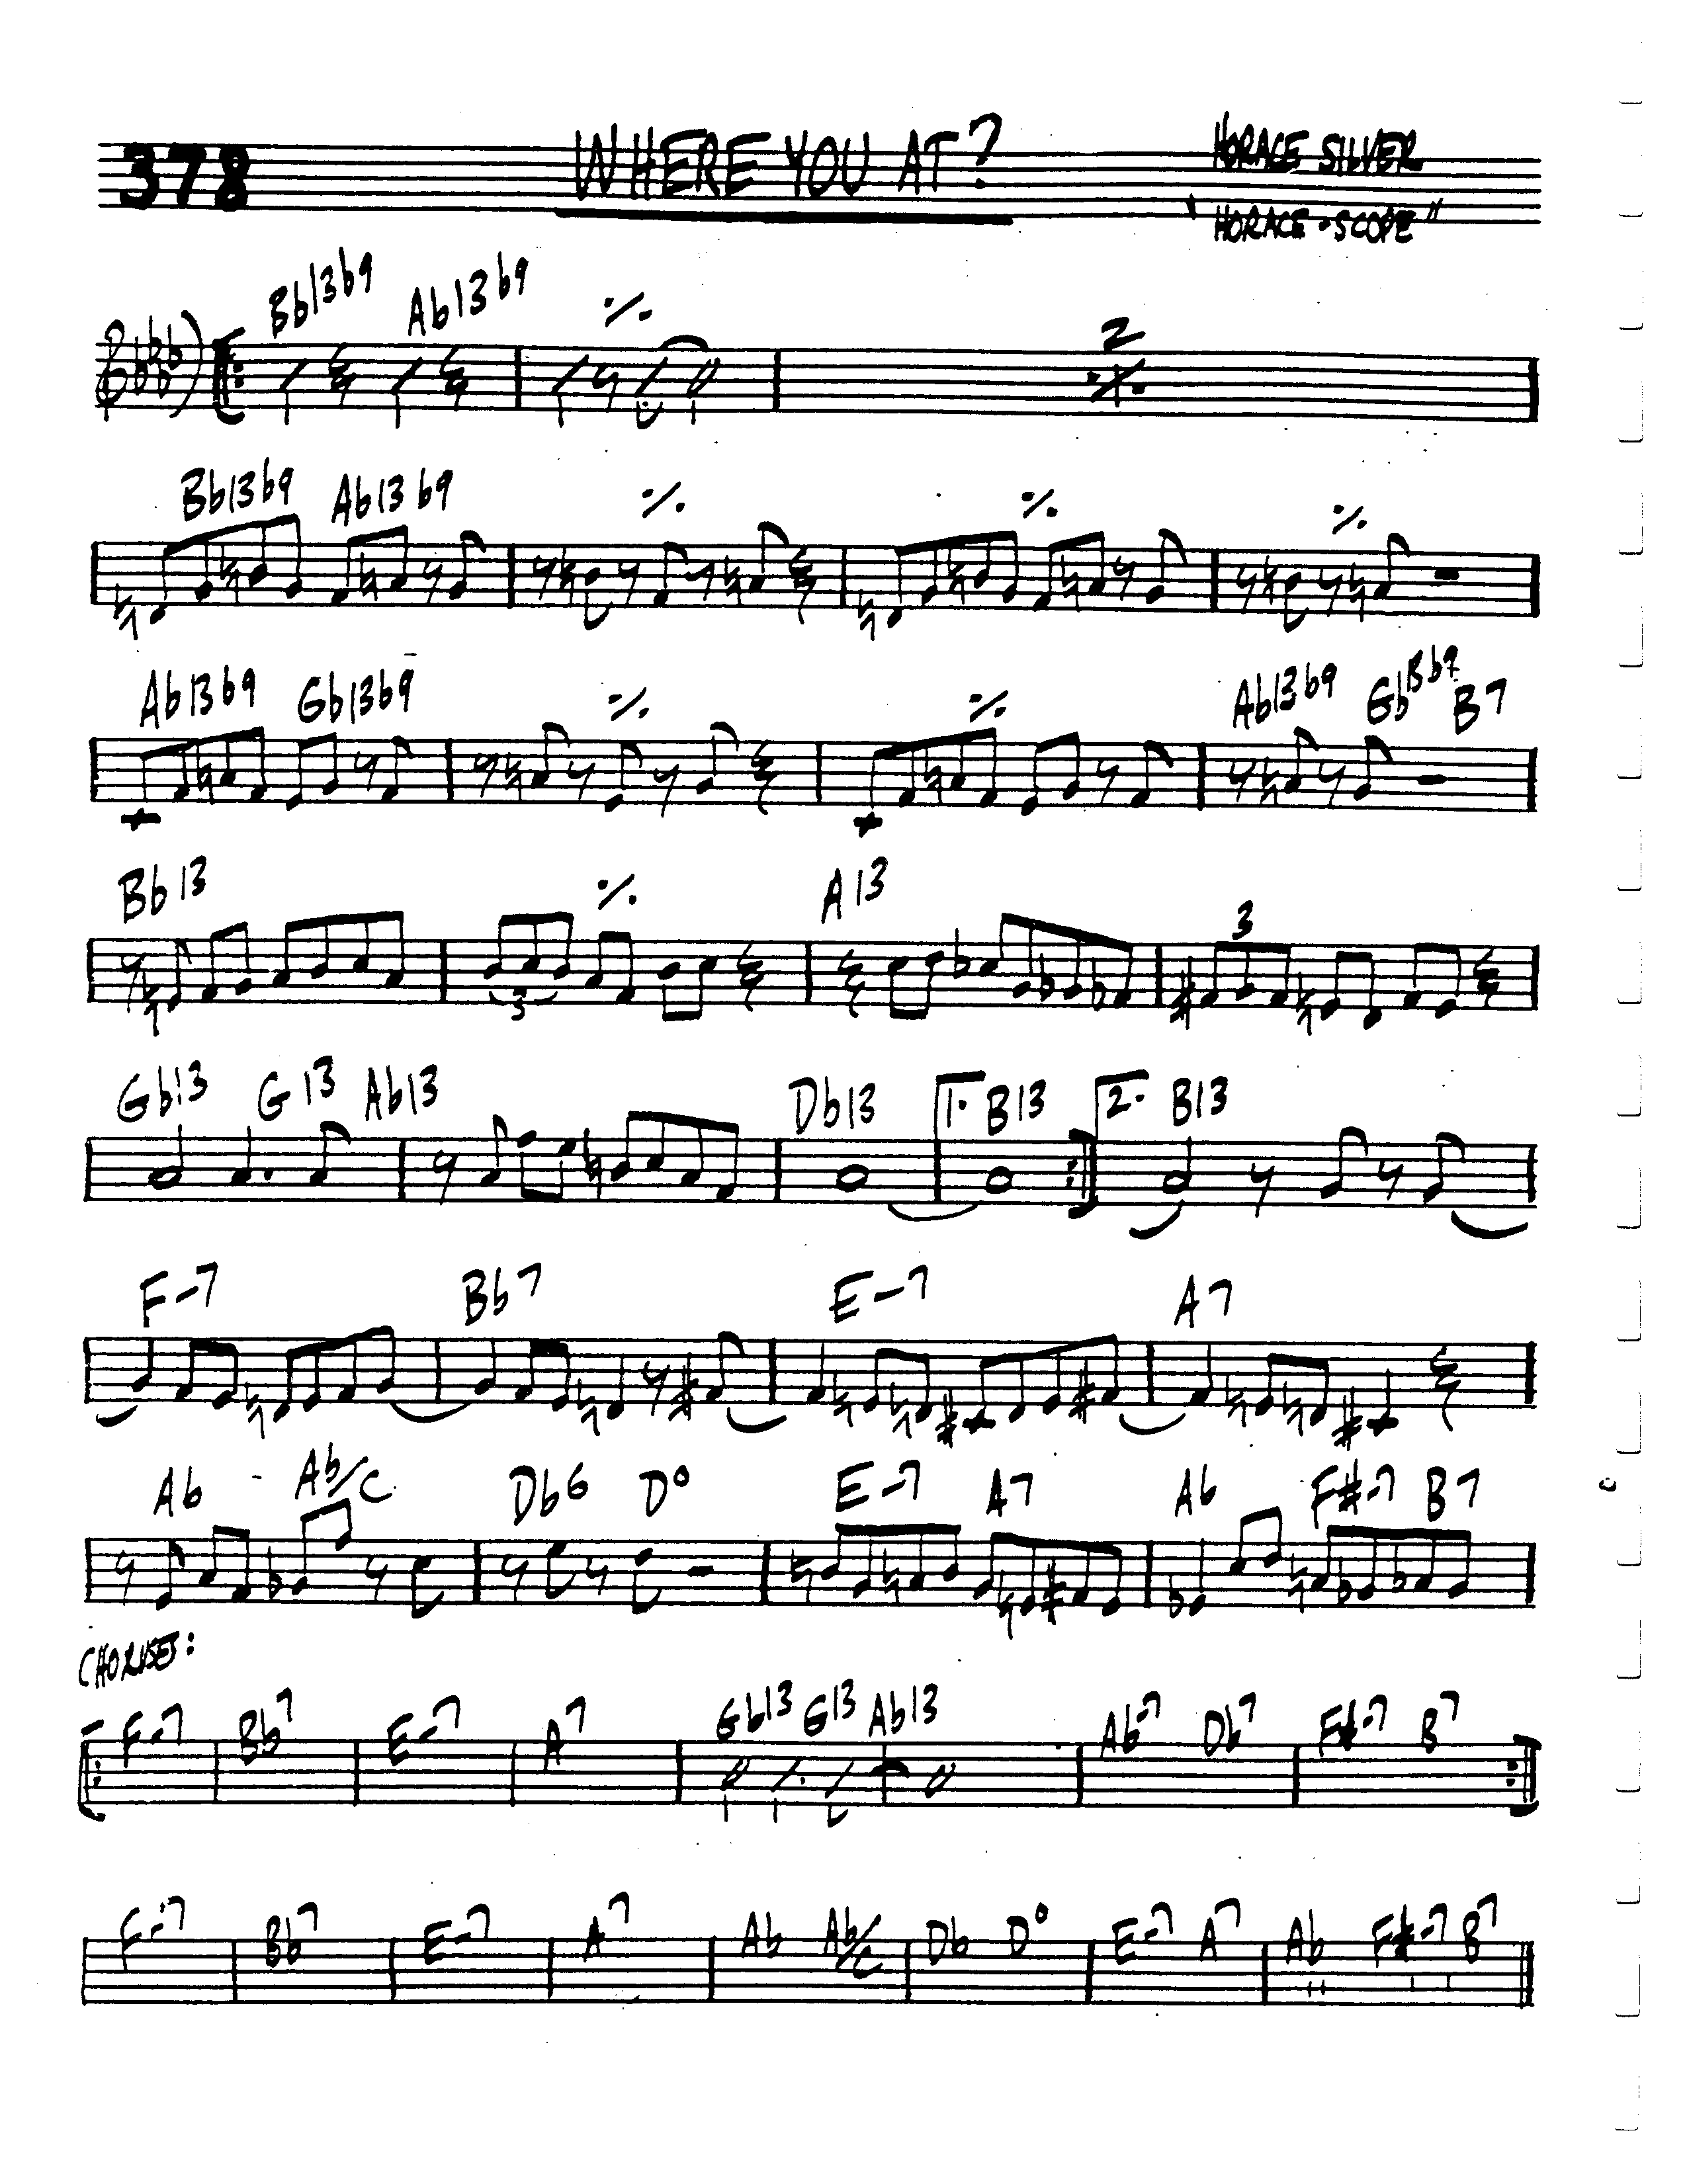 378 WHERE YOU AT? HORACE SILVER
"HORACE-SCOPE"
Bb13b9 Ab13b9 ٪ 2
Bb13b9 Ab13b9 ٪ ٪ ٪
Ab13b9 Gb13b9 ٪ ٪ Ab13b9 Gb13b9 B7
Bb13 ٪ A13
3 3
Gb13 G13 Ab13 Db13 1. B13 2. B13
F-7 Bb7 E-7 A7
Ab Ab/C Db6 D° E-7 A7 Ab F#-7 B7
CHORUSES:
F-7 Bb7 E-7 A7 Gb13 G13 Ab13 Ab-7 Db7 F#-7 B7
F-7 Bb7 E-7 A7 Ab Ab/C Db D° E-7 A7 Ab F#-7 B7